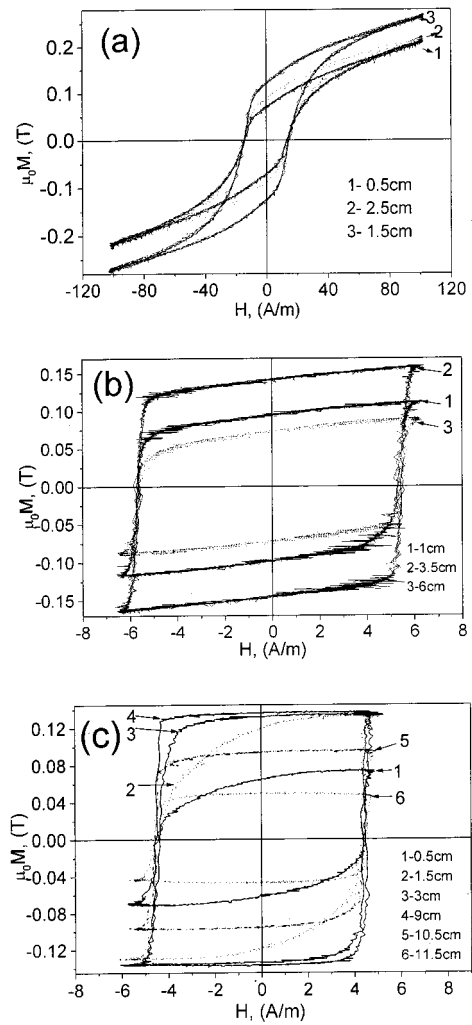 (a)
0.2
0.1
0.0
-0.1
-0.2
μ₀M, (T)
3
2
1
1- 0.5cm
2- 2.5cm
3- 1.5cm
-120 -80 -40 0 40 80 120
H, (A/m)
(b)
0.15
0.10
0.05
0.00
-0.05
-0.10
-0.15
μ₀M, (T)
2
1
3
1-1cm
2-3.5cm
3-6cm
-8 -6 -4 -2 0 2 4 6 8
H, (A/m)
(c)
0.12
0.08
0.04
0.00
-0.04
-0.08
-0.12
μ₀M, (T)
4
3
2
5
1
6
1-0.5cm
2-1.5cm
3-3cm
4-9cm
5-10.5cm
6-11.5cm
-8 -6 -4 -2 0 2 4 6 8
H, (A/m)